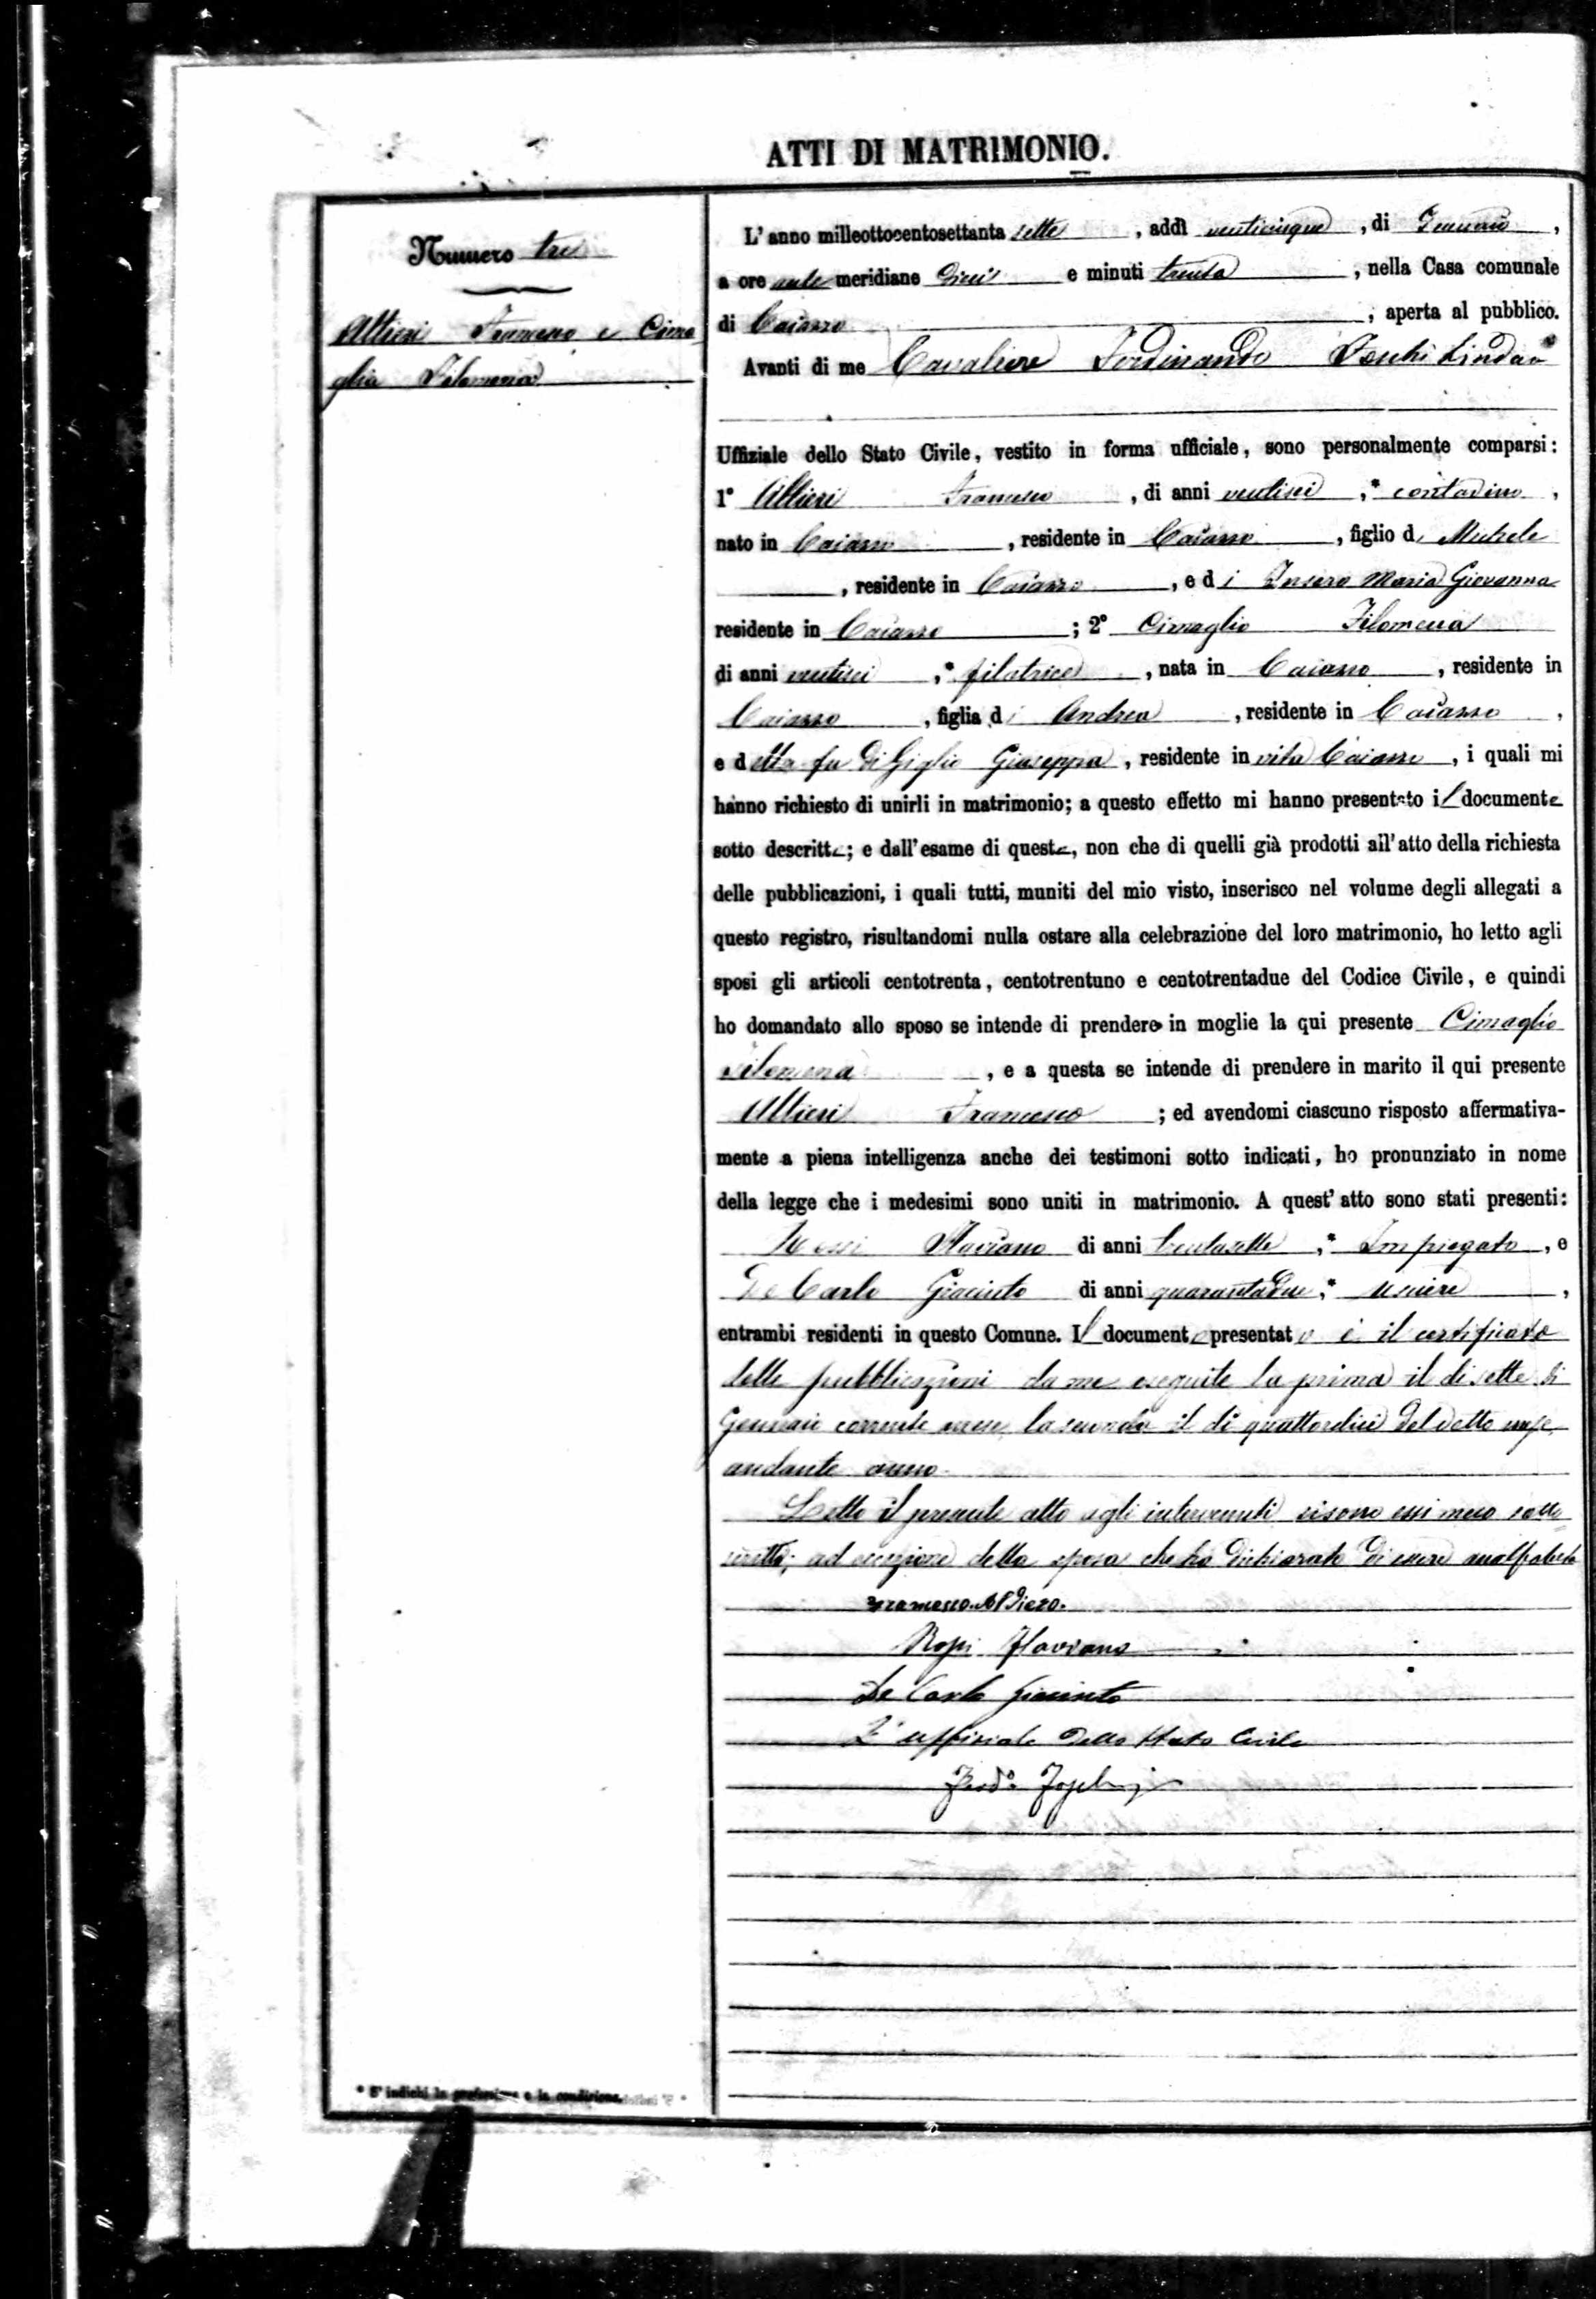 ATTI DI MATRIMONIO.
Numero tre
Altieri Francesco e Cima
glia Filomena
L'anno milleottocentosettanta sette, addì venticinque, di Gennaio,
a ore ante meridiane dieci e minuti trenta, nella Casa comunale
di Caiazzo, aperta al pubblico.
Avanti di me Cavaliere Ferdinando Sindaco
Uffiziale dello Stato Civile, vestito in forma ufficiale, sono personalmente comparsi:
1° Altieri Francesco, di anni ventisei, * contadino,
nato in Caiazzo, residente in Caiazzo, figlio di Michele
, residente in Caiazzo, e di Insero Maria Giovanna
residente in Caiazzo; 2° Cimaglia Filomena
di anni ventisei, * filatrice, nata in Caiazzo, residente in
Caiazzo, figlia di Andrea, residente in Caiazzo,
e della fu Di Giglio Giuseppa, residente in vita Caiazzo, i quali mi
hanno richiesto di unirli in matrimonio; a questo effetto mi hanno presentato il documento
sotto descritto; e dall'esame di questo, non che di quelli già prodotti all'atto della richiesta
delle pubblicazioni, i quali tutti, muniti del mio visto, inserisco nel volume degli allegati a
questo registro, risultandomi nulla ostare alla celebrazione del loro matrimonio, ho letto agli
sposi gli articoli centotrenta, centotrentuno e centotrentadue del Codice Civile, e quindi
ho domandato allo sposo se intende di prendere in moglie la qui presente Cimaglia
Filomena, e a questa se intende di prendere in marito il qui presente
Altieri Francesco; ed avendomi ciascuno risposto affermativa-
mente a piena intelligenza anche dei testimoni sotto indicati, ho pronunziato in nome
della legge che i medesimi sono uniti in matrimonio. A quest'atto sono stati presenti:
Rossi Flaviano di anni trentasette, * Impiegato, e
De Carlo Giacinto di anni quarantadue, * usciere,
entrambi residenti in questo Comune. Il documento presentato è il certificato
delle pubblicazioni da me eseguite la prima il di sette di
Gennaio corrente mese, la seconda il di quattordici del detto mese
andante anno.
Letto il presente atto agli intervenuti si sono essi meco sotto
scritti; ad eccezione della sposa che ha dichiarato di essere analfabeta
Francesco Altiero.
Rossi Flaviano
De Carlo Giacinto
L'uffiziale dello Stato Civile
Ferd.o
* S'indichi la professione o la condizione.